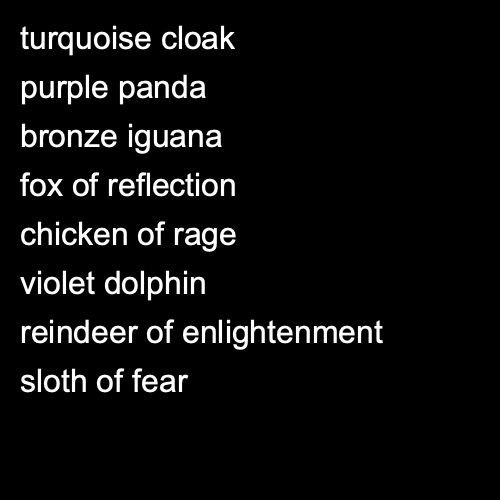 turquoise cloak
purple panda
bronze iguana
fox of reflection
chicken of rage
violet dolphin
reindeer of enlightenment
sloth of fear